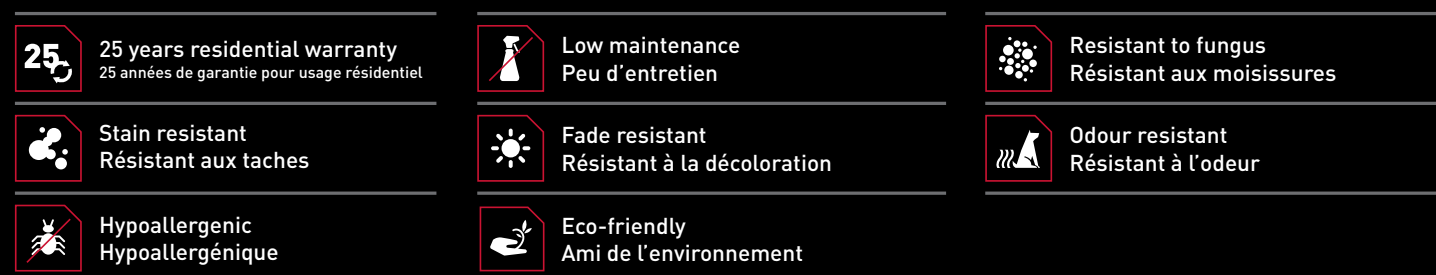 25
25 years residential warranty
25 années de garantie pour usage résidentiel
Low maintenance
Peu d'entretien
Resistant to fungus
Résistant aux moisissures
Stain resistant
Résistant aux taches
Fade resistant
Résistant à la décoloration
Odour resistant
Résistant à l'odeur
Hypoallergenic
Hypoallergénique
Eco-friendly
Ami de l'environnement